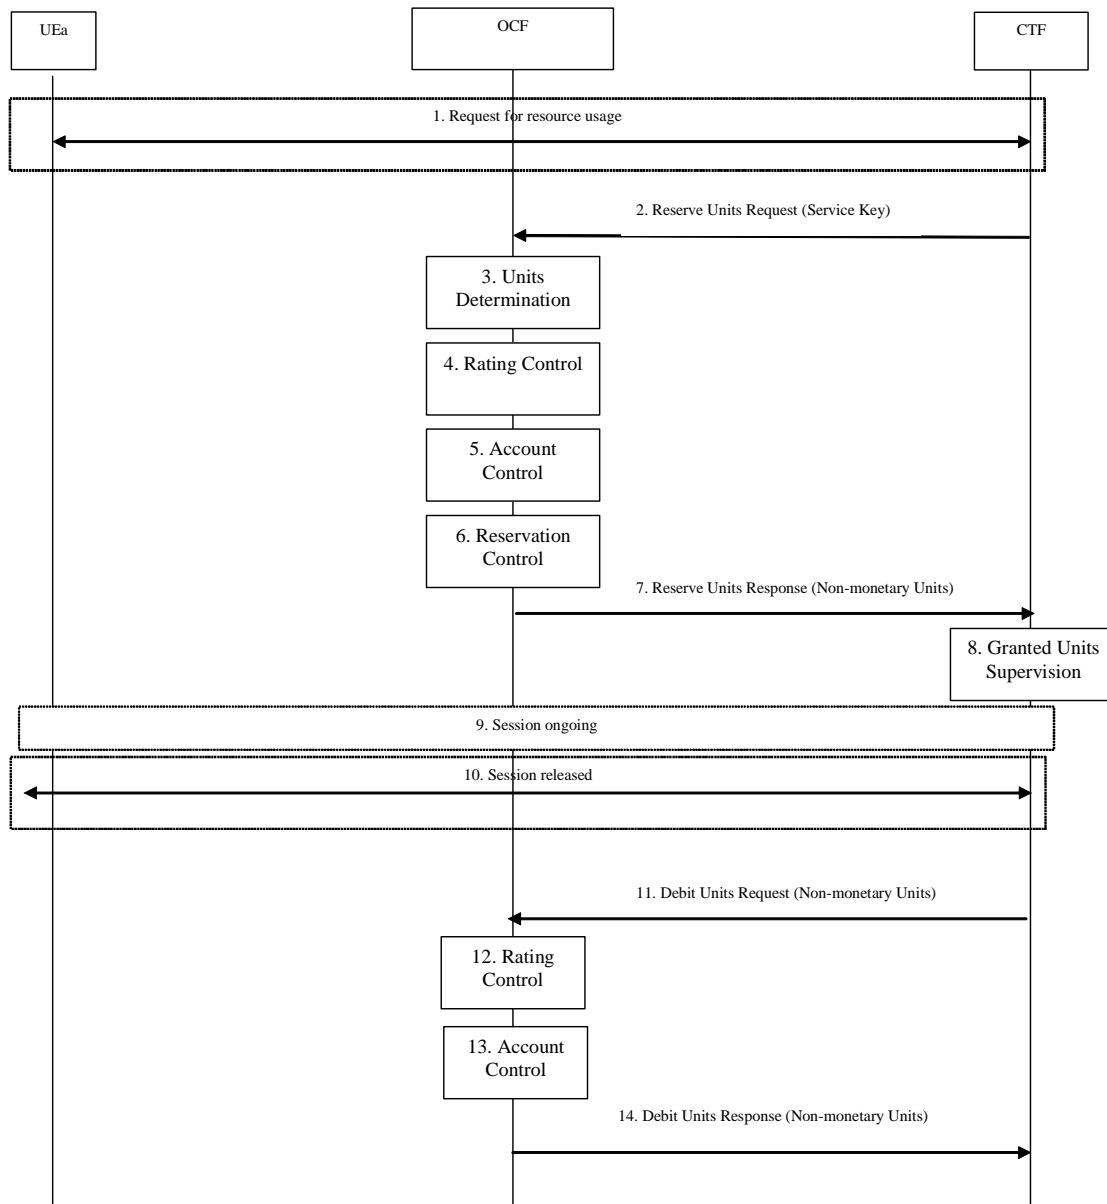 UEa
OCF
CTF
1. Request for resource usage
2. Reserve Units Request (Service Key)
3. Units
Determination
4. Rating Control
5. Account
Control
6. Reservation
Control
7. Reserve Units Response (Non-monetary Units)
8. Granted Units
Supervision
9. Session ongoing
10. Session released
11. Debit Units Request (Non-monetary Units)
12. Rating
Control
13. Account
Control
14. Debit Units Response (Non-monetary Units)